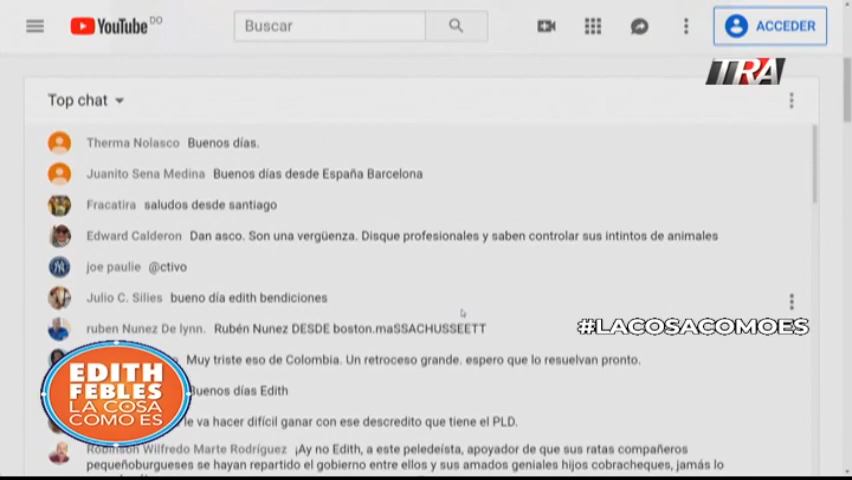 YouTube DO
Buscar
ACCEDER
TRA
Top chat
Therma Nolasco Buenos días.
Juanito Sena Medina Buenos días desde España Barcelona
Fracatira saludos desde santiago
Edward Calderon Dan asco. Son una vergüenza. Disque profesionales y saben controlar sus intintos de animales
joe paulie @ctivo
Julio C. Silies bueno día edith bendiciones
ruben Nunez De lynn. Rubén Nunez DESDE boston.maSSACHUSSEETT
#LACOSACOMOES
Muy triste eso de Colombia. Un retroceso grande. espero que lo resuelvan pronto.
Buenos días Edith
le va hacer difícil ganar con ese descredito que tiene el PLD.
EDITH
FEBLES
LA COSA
COMO ES
Robinson Wilfredo Marte Rodríguez ¡Ay no Edith, a este peledeísta, apoyador de que sus ratas compañeros
pequeñoburgueses se hayan repartido el gobierno entre ellos y sus amados geniales hijos cobracheques, jamás lo